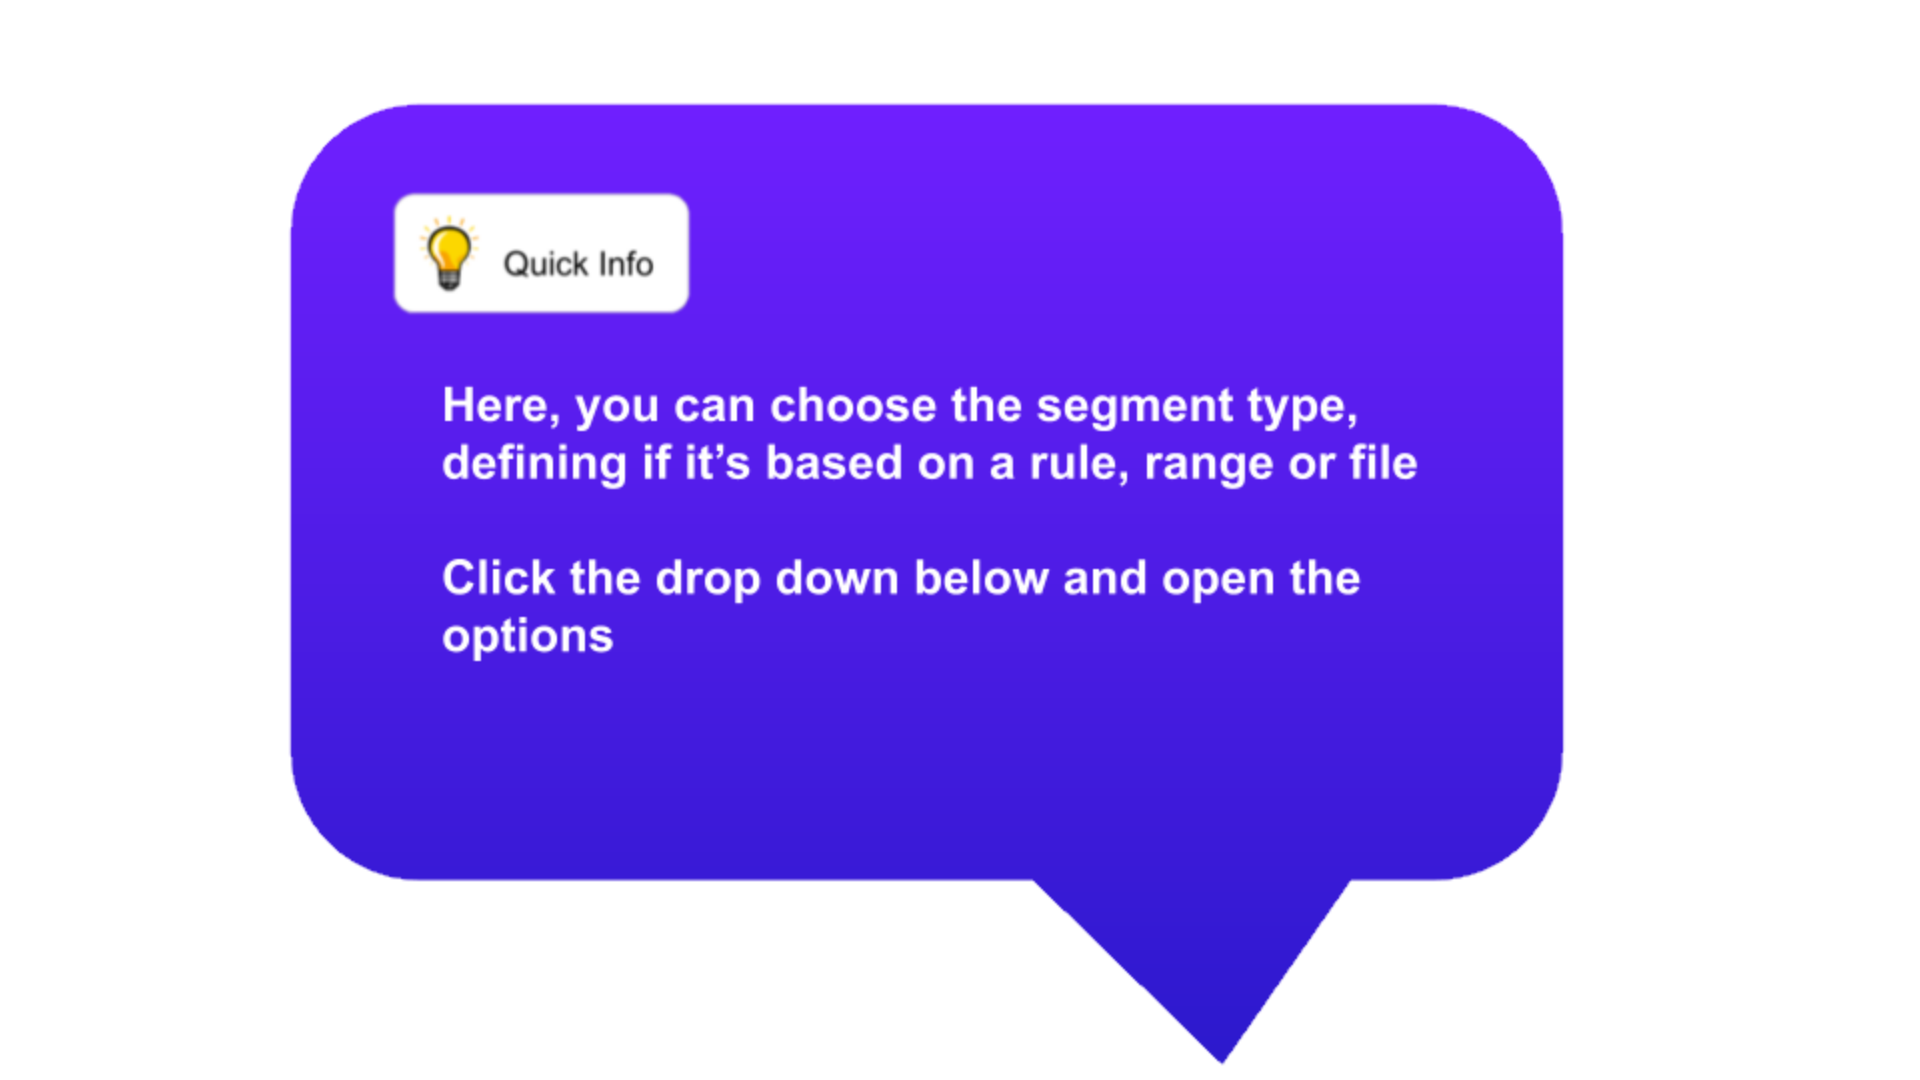 Quick Info
Here, you can choose the segment type,
defining if it’s based on a rule, range or file
Click the drop down below and open the
options